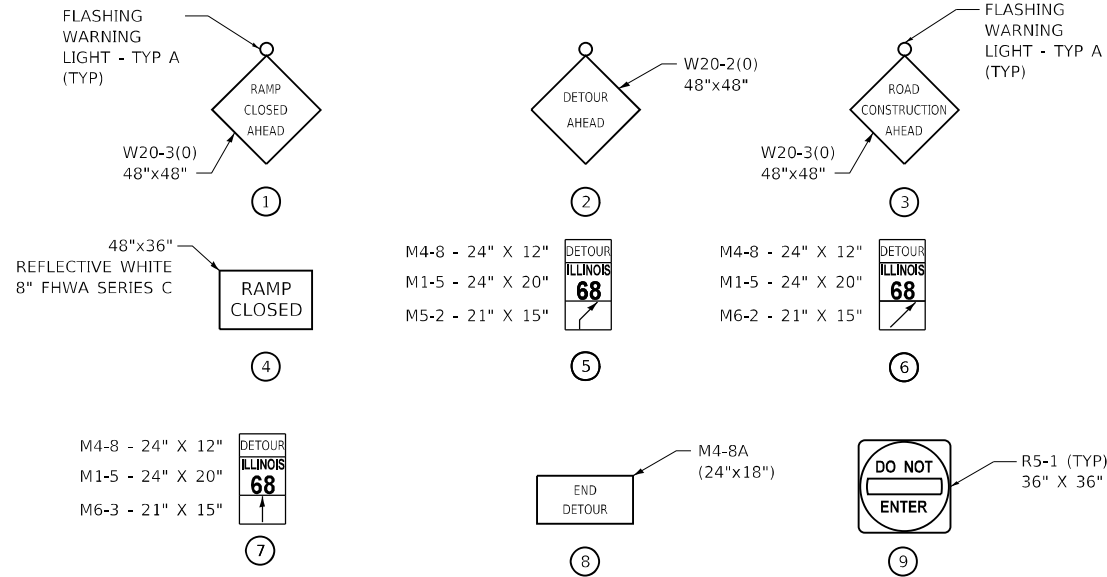 FLASHING
WARNING
LIGHT - TYP A
(TYP)
RAMP
CLOSED
AHEAD
W20-3(0)
48"x48"
1
DETOUR
AHEAD
W20-2(0)
48"x48"
2
FLASHING
WARNING
LIGHT - TYP A
(TYP)
ROAD
CONSTRUCTION
AHEAD
W20-3(0)
48"x48"
3
48"x36"
REFLECTIVE WHITE
8" FHWA SERIES C
RAMP
CLOSED
4
M4-8 - 24" X 12"
M1-5 - 24" X 20"
M5-2 - 21" X 15"
DETOUR
ILLINOIS
68
5
M4-8 - 24" X 12"
M1-5 - 24" X 20"
M6-2 - 21" X 15"
DETOUR
ILLINOIS
68
6
M4-8 - 24" X 12"
M1-5 - 24" X 20"
M6-3 - 21" X 15"
DETOUR
ILLINOIS
68
7
END
DETOUR
M4-8A
(24"x18")
8
DO NOT
ENTER
R5-1 (TYP)
36" X 36"
9